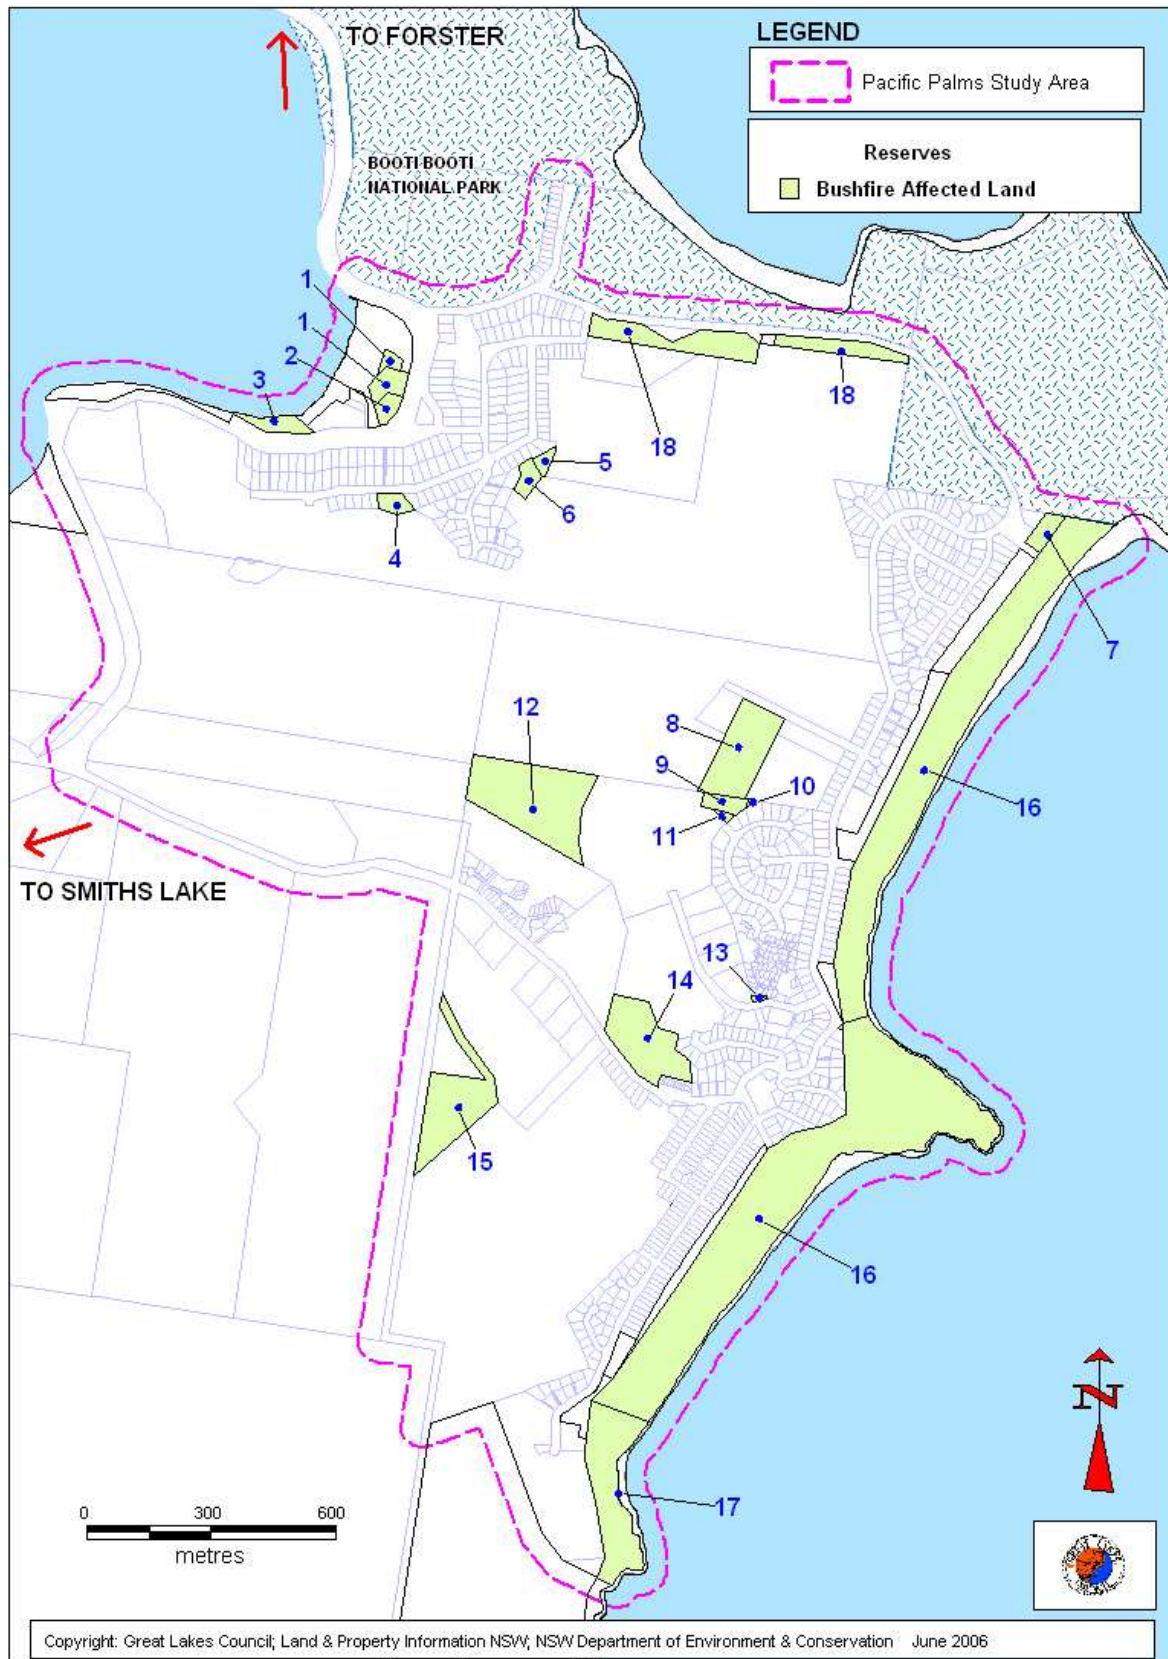 TO FORSTER
LEGEND
Pacific Palms Study Area
Reserves
Bushfire Affected Land
BOOTI BOOTI
NATIONAL PARK
1
1
2
3
18
18
5
6
4
7
12
8
9
10
11
16
TO SMITHS LAKE
13
14
15
16
N
17
0 300 600
metres
Copyright: Great Lakes Council; Land & Property Information NSW; NSW Department of Environment & Conservation June 2006